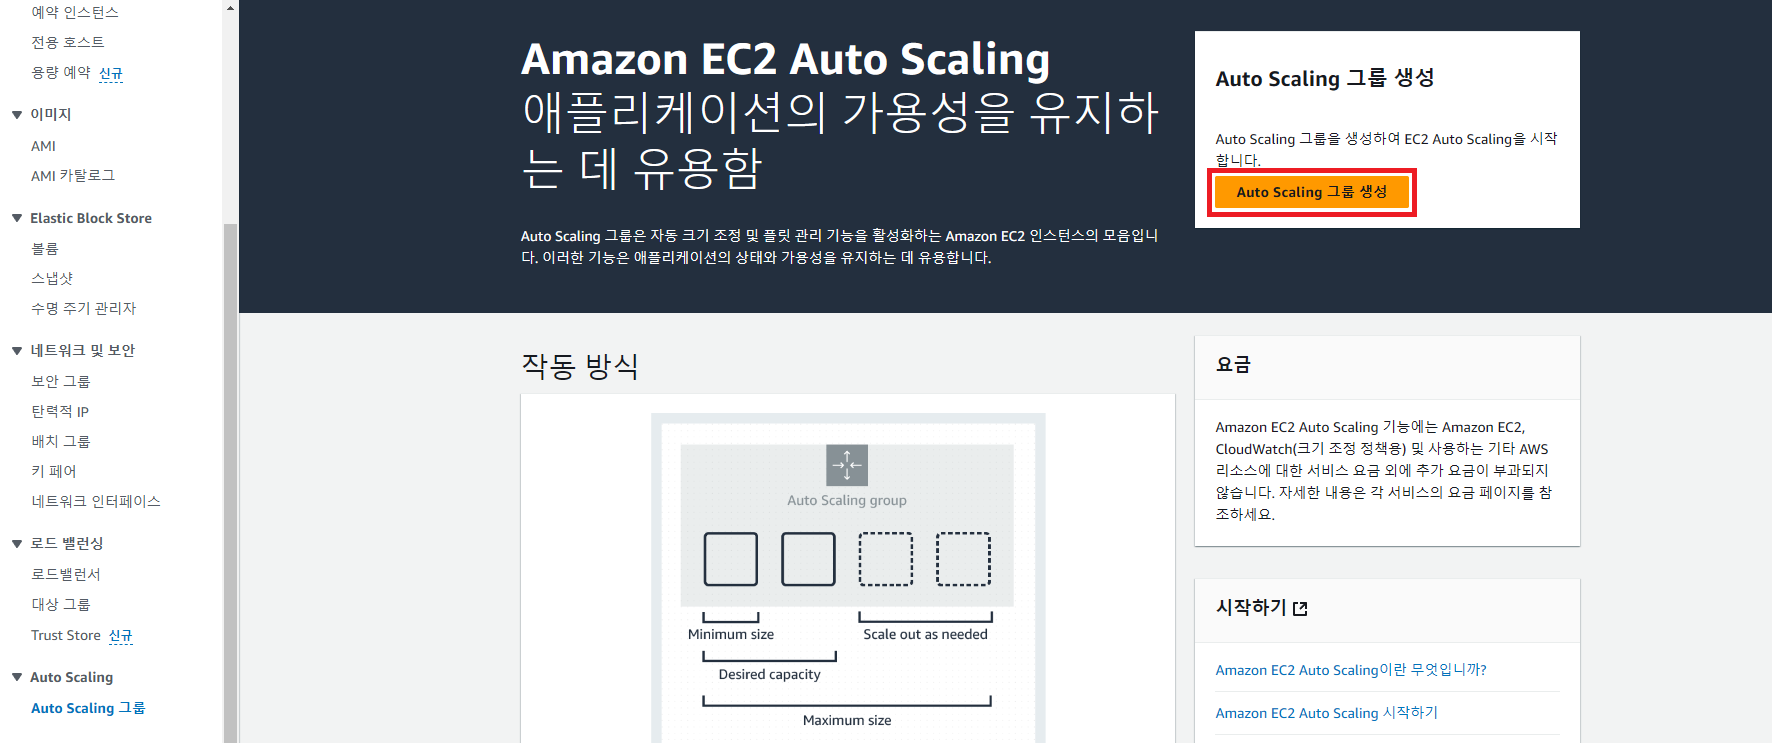 예약 인스턴스
전용 호스트
용량 예약 신규
이미지
AMI
AMI 카탈로그
Elastic Block Store
볼륨
스냅샷
수명 주기 관리자
네트워크 및 보안
보안 그룹
탄력적 IP
배치 그룹
키 페어
네트워크 인터페이스
로드 밸런싱
로드밸런서
대상 그룹
Trust Store 신규
Auto Scaling
Auto Scaling 그룹
Amazon EC2 Auto Scaling
애플리케이션의 가용성을 유지하
는 데 유용함
Auto Scaling 그룹은 자동 크기 조정 및 플릿 관리 기능을 활성화하는 Amazon EC2 인스턴스의 모음입니
다. 이러한 기능은 애플리케이션의 상태와 가용성을 유지하는 데 유용합니다.
Auto Scaling 그룹 생성
Auto Scaling 그룹을 생성하여 EC2 Auto Scaling을 시작
합니다.
Auto Scaling 그룹 생성
작동 방식
Auto Scaling group
Minimum size
Scale out as needed
Desired capacity
Maximum size
요금
Amazon EC2 Auto Scaling 기능에는 Amazon EC2,
CloudWatch(크기 조정 정책용) 및 사용하는 기타 AWS
리소스에 대한 서비스 요금 외에 추가 요금이 부과되지
않습니다. 자세한 내용은 각 서비스의 요금 페이지를 참
조하세요.
시작하기
Amazon EC2 Auto Scaling이란 무엇입니까?
Amazon EC2 Auto Scaling 시작하기